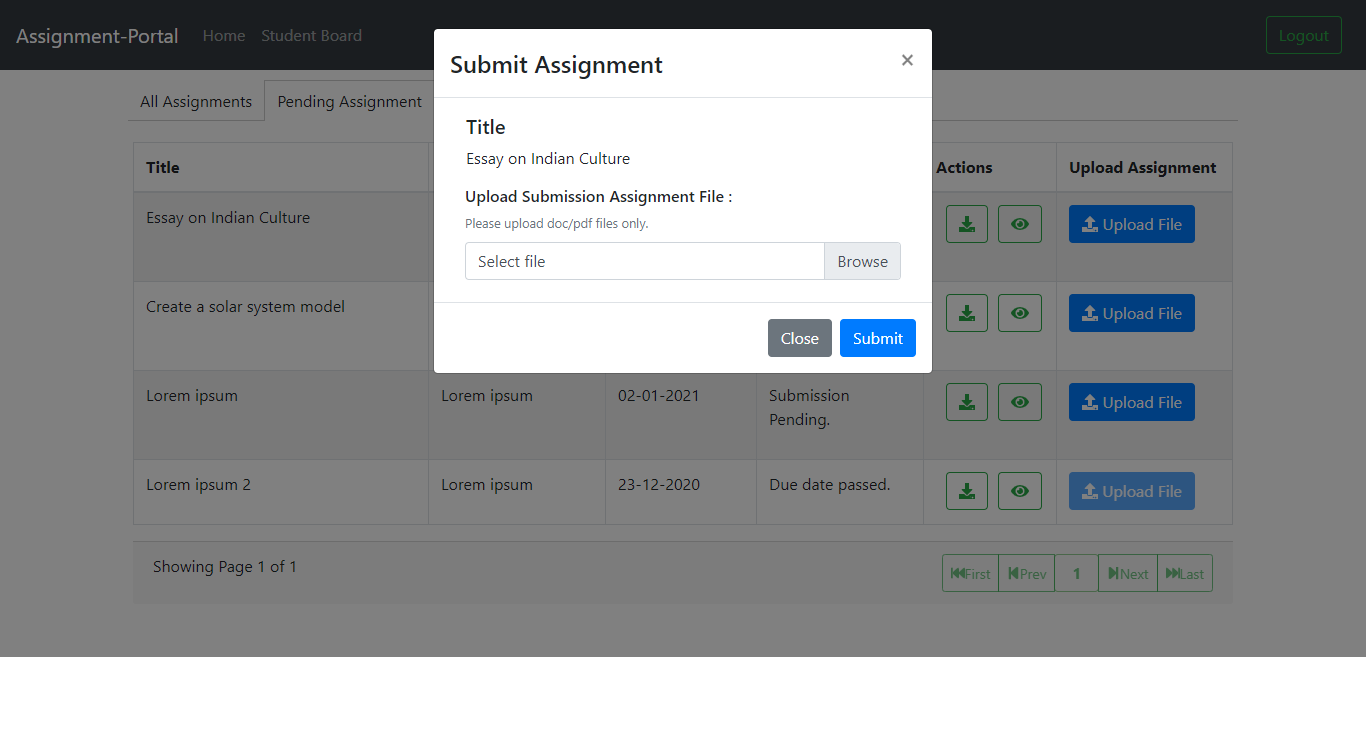 Assignment-Portal Home Student Board Logout
Submit Assignment ×
All Assignments Pending Assignment
Title
Essay on Indian Culture
Upload Submission Assignment File :
Please upload doc/pdf files only.
Select file Browse
Close Submit
Title Actions Upload Assignment
Essay on Indian Culture Upload File
Create a solar system model Upload File
Lorem ipsum Lorem ipsum 02-01-2021 Submission Upload File
Pending.
Lorem ipsum 2 Lorem ipsum 23-12-2020 Due date passed. Upload File
Showing Page 1 of 1 First Prev 1 Next Last